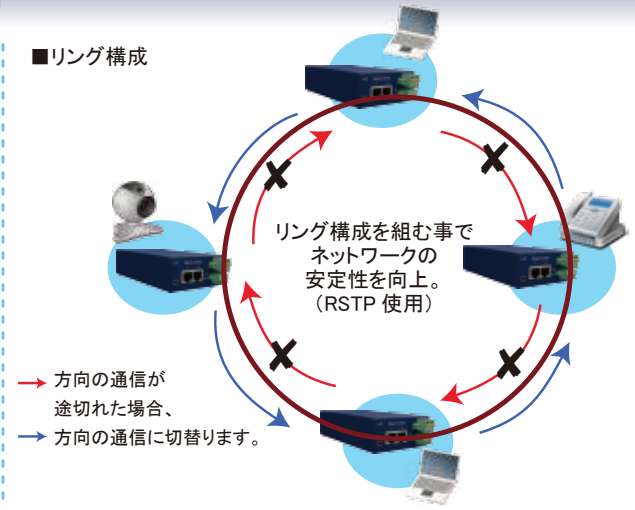 ■リング構成
リング構成を組む事で
ネットワークの
安定性を向上。
（RSTP 使用）
→ 方向の通信が
途切れた場合、
→ 方向の通信に切替ります。